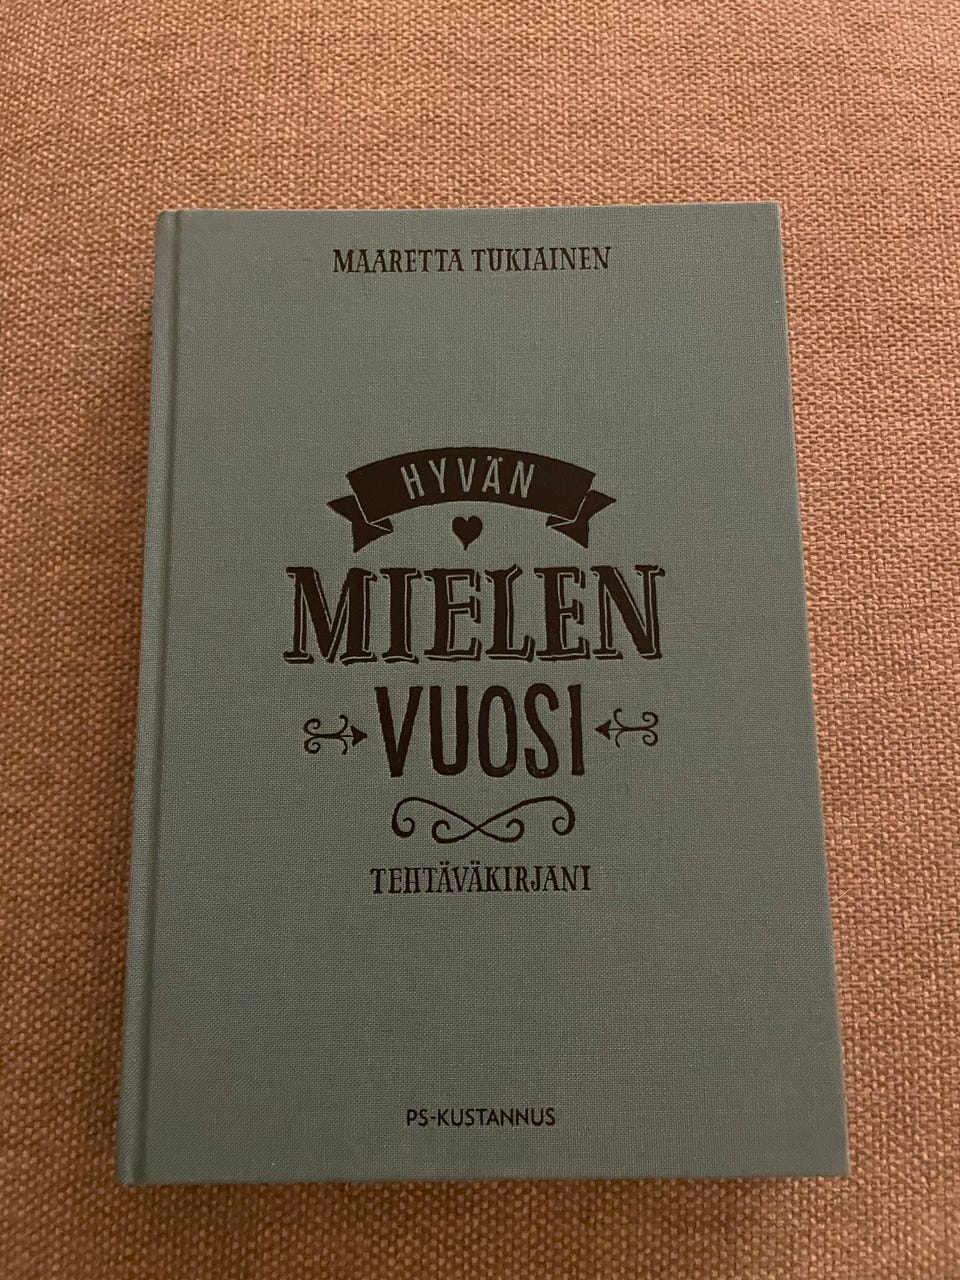 MAARETTA TUKIAINEN
HYVÄN
MIELEN
VUOSI
TEHTÄVÄKIRJANI
PS-KUSTANNUS